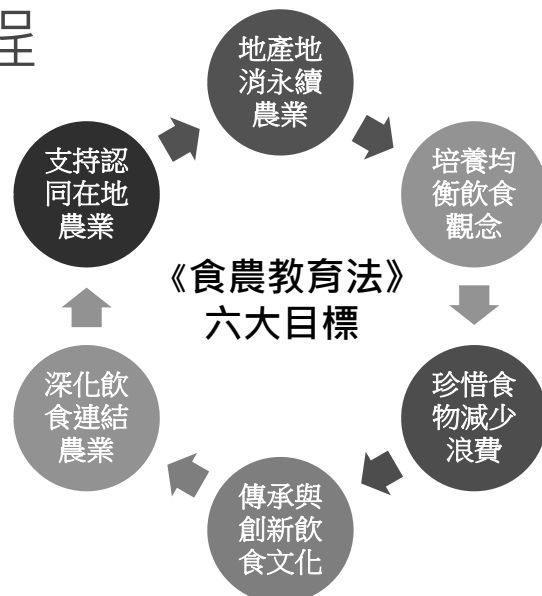 程
地產地
消永續
農業
培養均
衡飲食
觀念
珍惜食
物減少
浪費
傳承與
創新飲
食文化
深化飲
食連結
農業
支持認
同在地
農業
《食農教育法》
六大目標